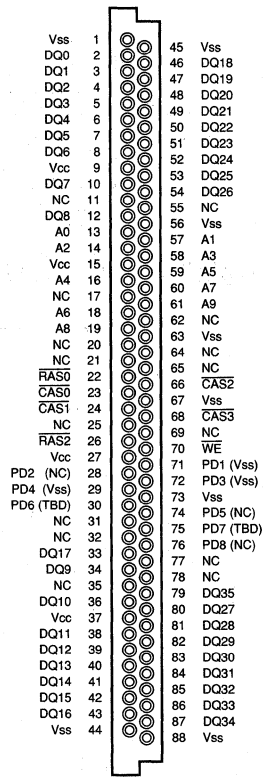 Vss 1
DQ0 2
DQ1 3
DQ2 4
DQ3 5
DQ4 6
DQ5 7
DQ6 8
Vcc 9
DQ7 10
NC 11
DQ8 12
A0 13
A2 14
Vcc 15
A4 16
NC 17
A6 18
A8 19
NC 20
NC 21
R̅A̅S̅0̅ 22
C̅A̅S̅0̅ 23
C̅A̅S̅1̅ 24
NC 25
R̅A̅S̅2̅ 26
Vcc 27
PD2 (NC) 28
PD4 (Vss) 29
PD6 (TBD) 30
NC 31
NC 32
DQ17 33
DQ9 34
NC 35
DQ10 36
Vcc 37
DQ11 38
DQ12 39
DQ13 40
DQ14 41
DQ15 42
DQ16 43
Vss 44
45 Vss
46 DQ18
47 DQ19
48 DQ20
49 DQ21
50 DQ22
51 DQ23
52 DQ24
53 DQ25
54 DQ26
55 NC
56 Vss
57 A1
58 A3
59 A5
60 A7
61 A9
62 NC
63 Vss
64 NC
65 NC
66 C̅A̅S̅2̅
67 Vss
68 C̅A̅S̅3̅
69 NC
70 W̅E̅
71 PD1 (Vss)
72 PD3 (Vss)
73 Vss
74 PD5 (NC)
75 PD7 (TBD)
76 PD8 (NC)
77 NC
78 NC
79 DQ35
80 DQ27
81 DQ28
82 DQ29
83 DQ30
84 DQ31
85 DQ32
86 DQ33
87 DQ34
88 Vss